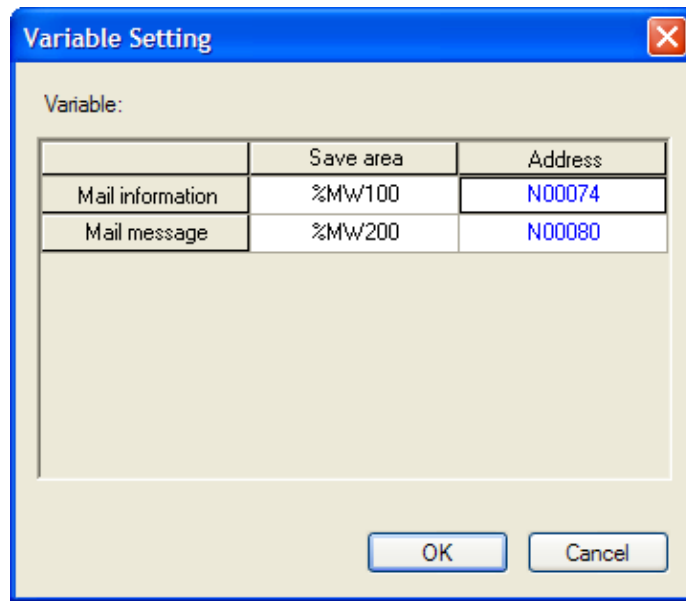 Variable Setting
Variable:
Save area Address
Mail information %MW100 N00074
Mail message %MW200 N00080
OK Cancel